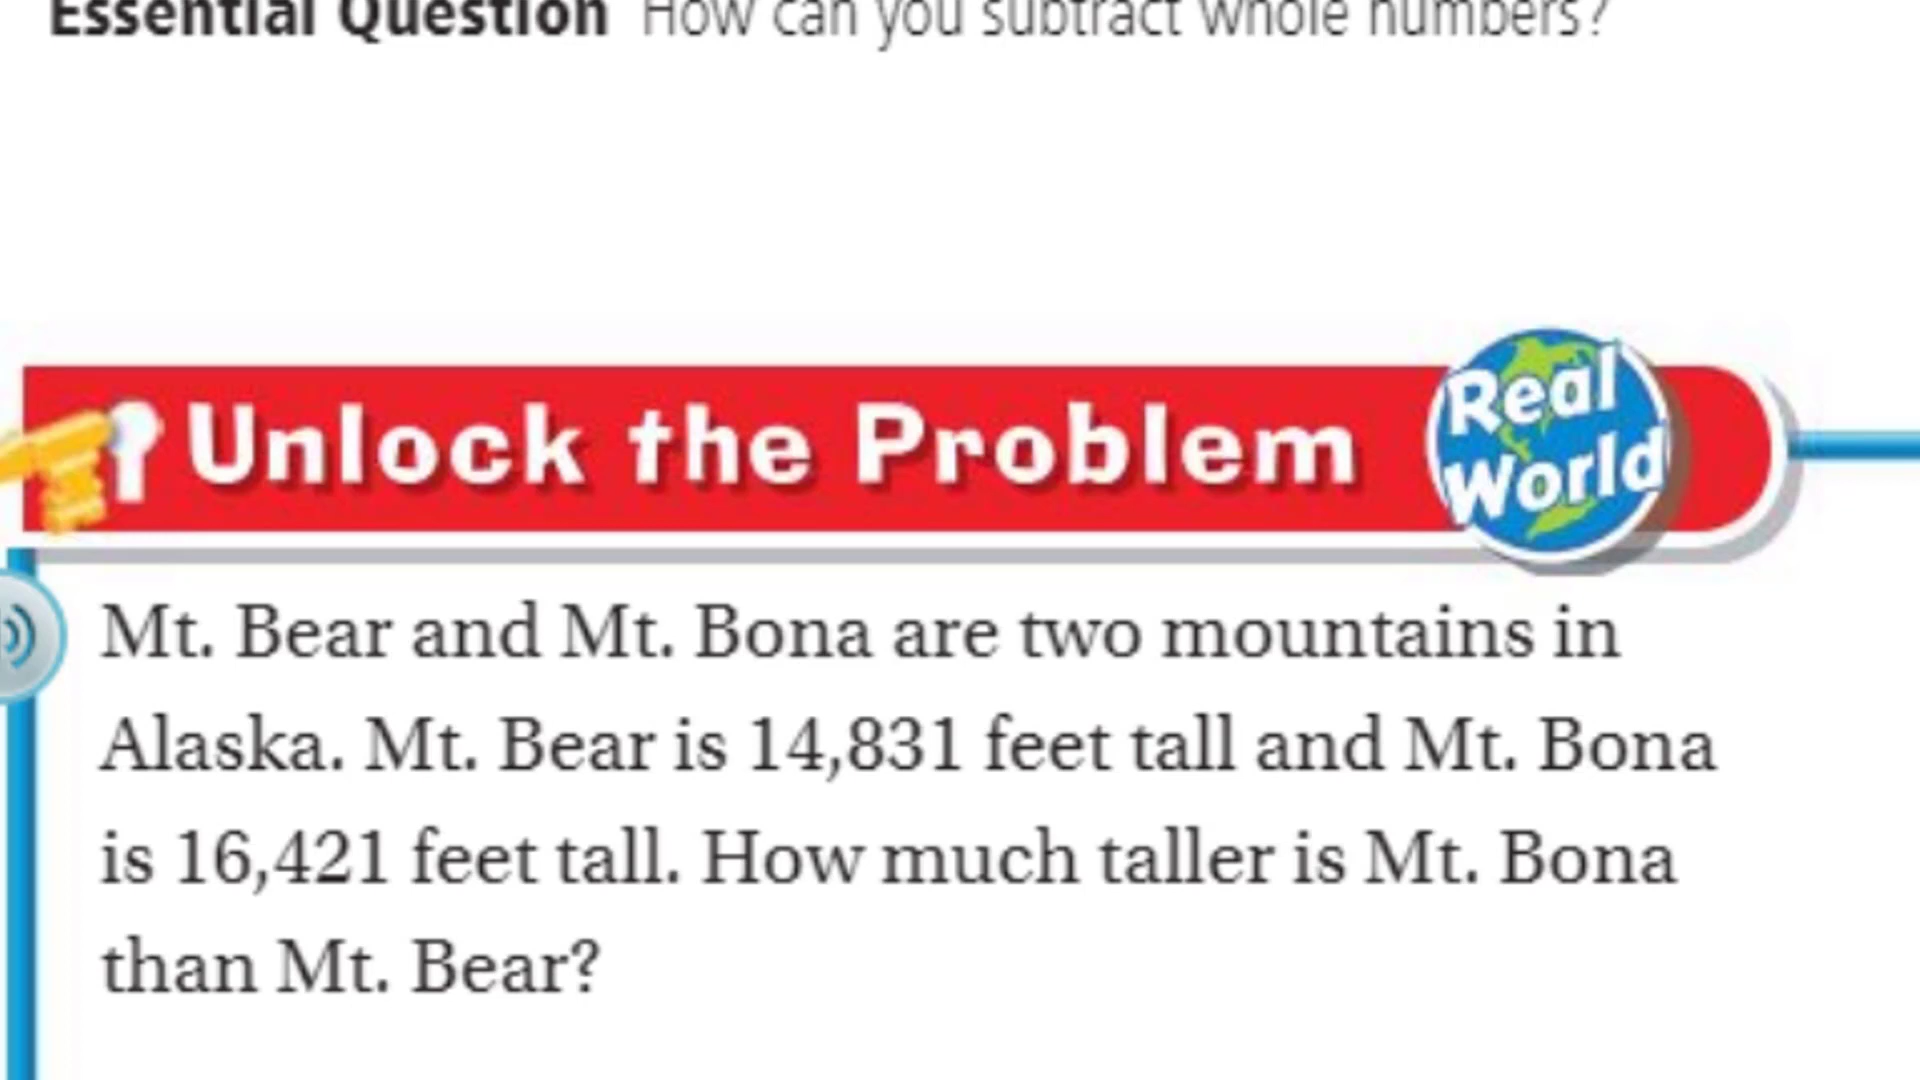 Essential Question How can you subtract whole numbers?
Unlock the Problem
Real
World
Mt. Bear and Mt. Bona are two mountains in
Alaska. Mt. Bear is 14,831 feet tall and Mt. Bona
is 16,421 feet tall. How much taller is Mt. Bona
than Mt. Bear?